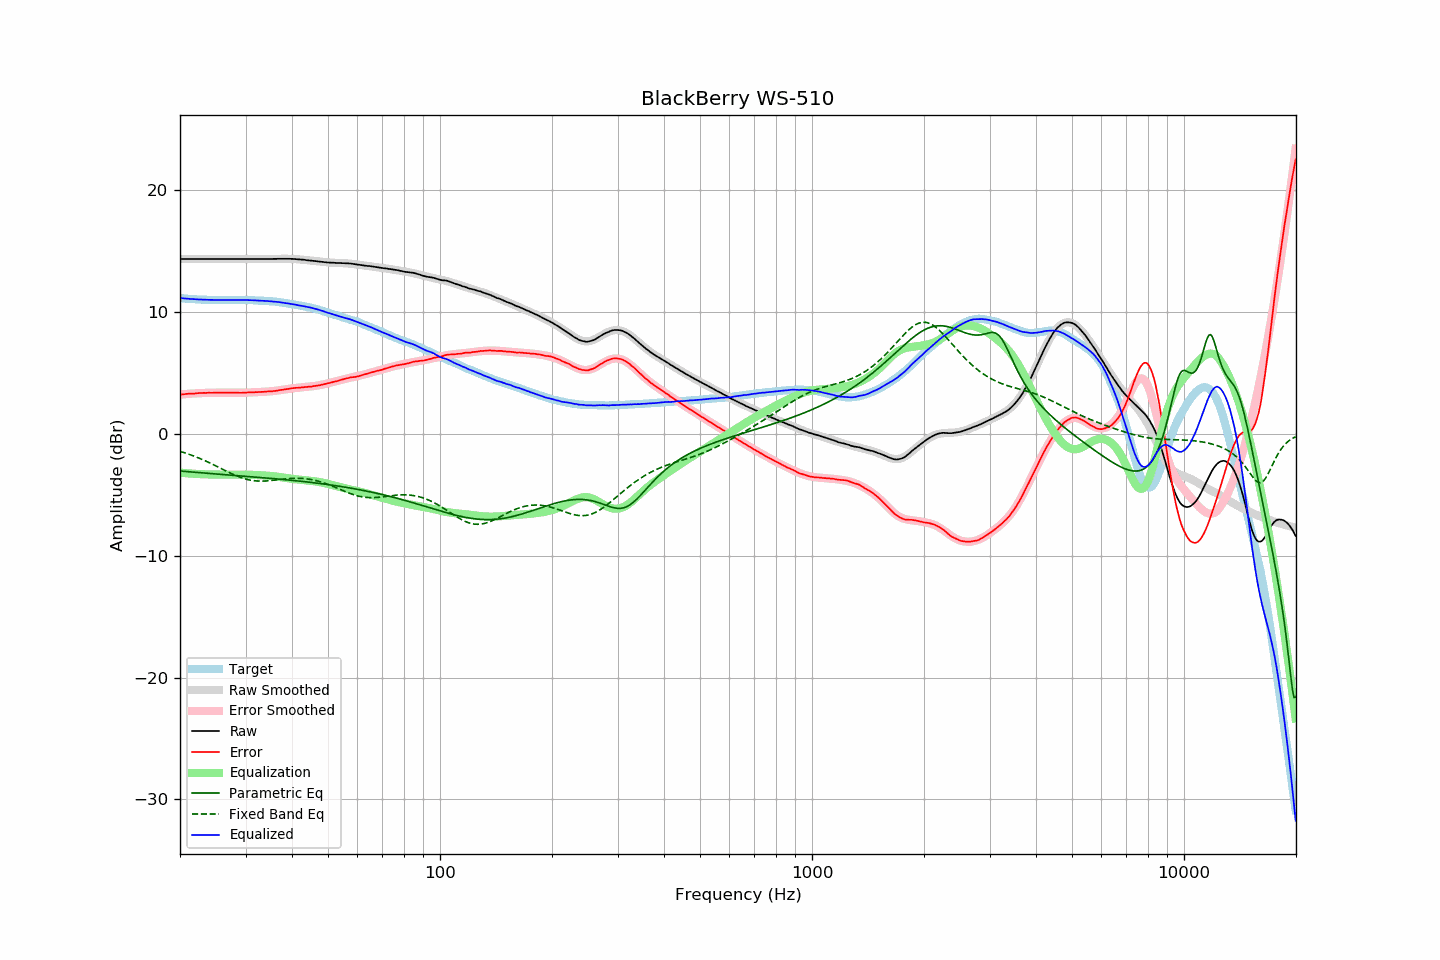 BlackBerry WS-510
20
10
0
−10
−20
−30
Amplitude (dBr)
Target
Raw Smoothed
Error Smoothed
Raw
Error
Equalization
Parametric Eq
Fixed Band Eq
Equalized
100
1000
10000
Frequency (Hz)